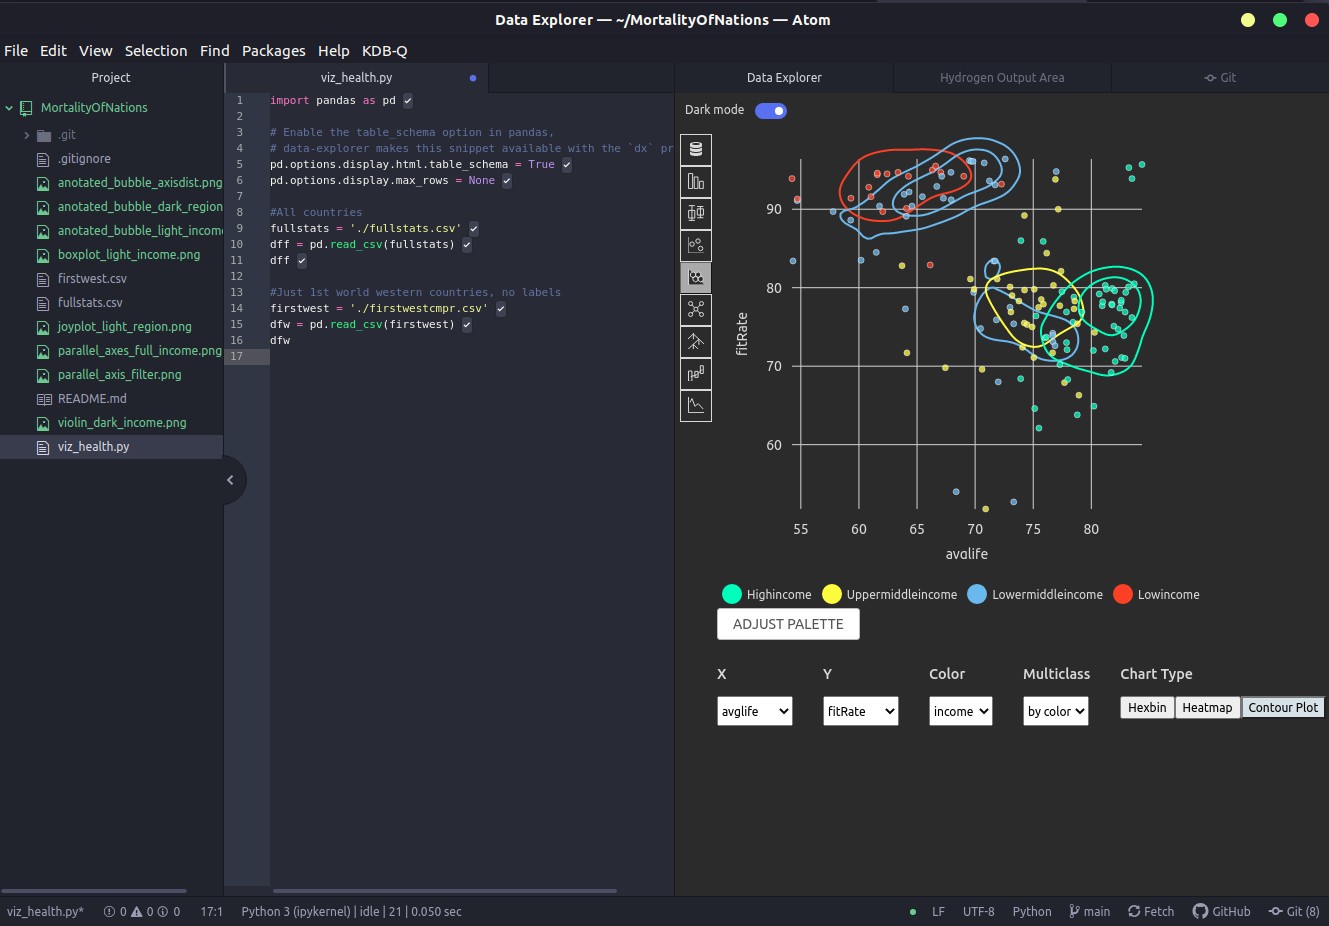 Data Explorer — ~/MortalityOfNations — Atom
File Edit View Selection Find Packages Help KDB-Q
Project
MortalityOfNations
.git
.gitignore
anotated_bubble_axisdist.png
anotated_bubble_dark_region
anotated_bubble_light_income
boxplot_light_income.png
firstwest.csv
fullstats.csv
joyplot_light_region.png
parallel_axes_full_income.png
parallel_axis_filter.png
README.md
violin_dark_income.png
viz_health.py
viz_health.py
1 import pandas as pd
2
3 # Enable the table_schema option in pandas,
4 # data-explorer makes this snippet available with the `dx` pr
5 pd.options.display.html.table_schema = True
6 pd.options.display.max_rows = None
7
8 #All countries
9 fullstats = './fullstats.csv'
10 dff = pd.read_csv(fullstats)
11 dff
12
13 #Just 1st world western countries, no labels
14 firstwest = './firstwestcmpr.csv'
15 dfw = pd.read_csv(firstwest)
16 dfw
17
Data Explorer Hydrogen Output Area Git
Dark mode
90
80
70
60
fitRate
55 60 65 70 75 80
avglife
Highincome Uppermiddleincome Lowermiddleincome Lowincome
ADJUST PALETTE
X Y Color Multiclass Chart Type
avglife fitRate income by color Hexbin Heatmap Contour Plot
viz_health.py* 0 0 0 17:1 Python 3 (ipykernel) | idle | 21 | 0.050 sec LF UTF-8 Python main Fetch GitHub Git (8)